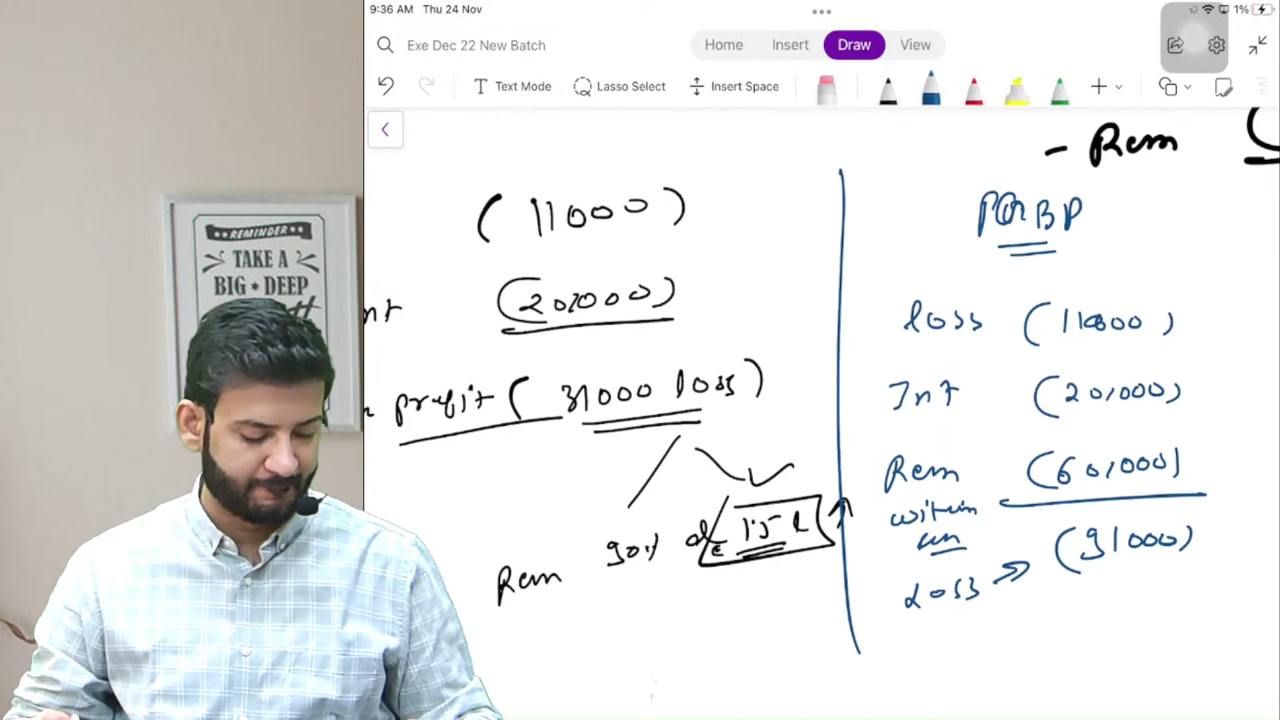 9:36 AM Thu 24 Nov
1%
Exe Dec 22 New Batch
Home Insert Draw View
Text Mode Lasso Select Insert Space
REMINDER
TAKE A
BIG DEEP
- Rem
(11000)
(20,000)
profit (31000 loss)
90%
Rem
PGBP
loss (11000)
Int (20,000)
Rem (60,000)
within
Loss → (91000)